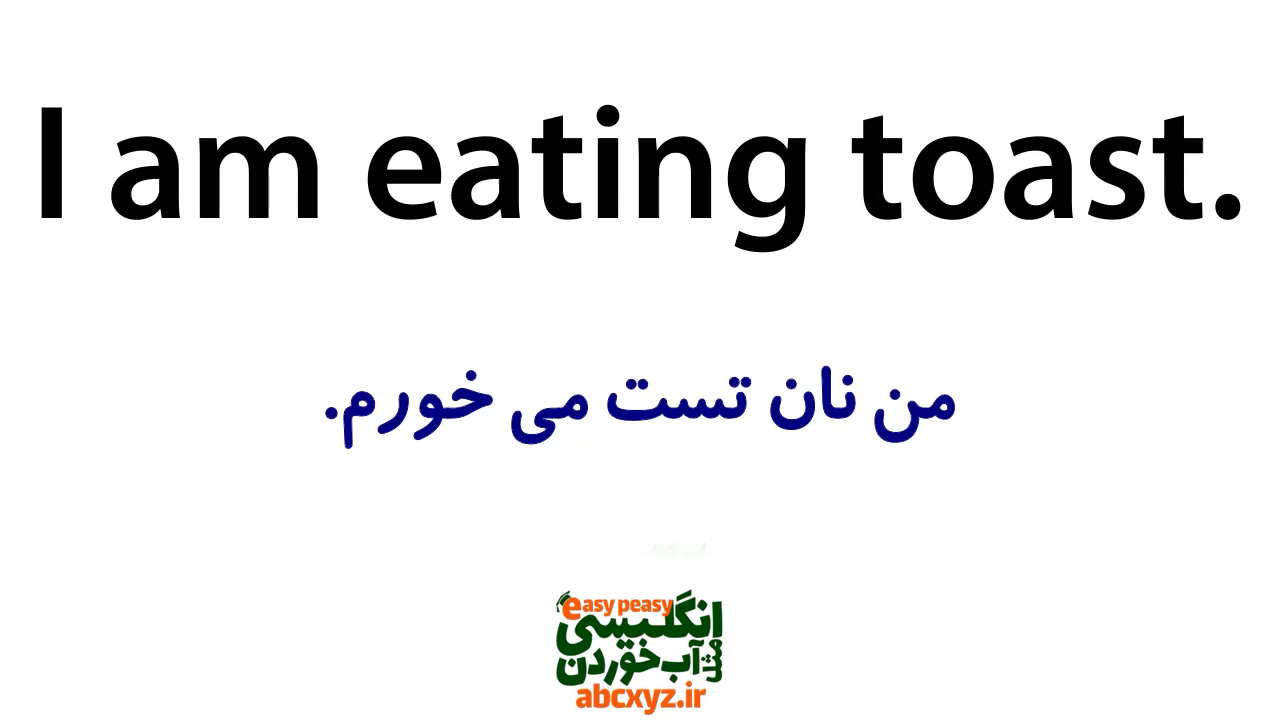 I am eating toast.
من نان تست می خورم.
easy peasy
انگلیسی
مثل آب خوردن
abcxyz.ir